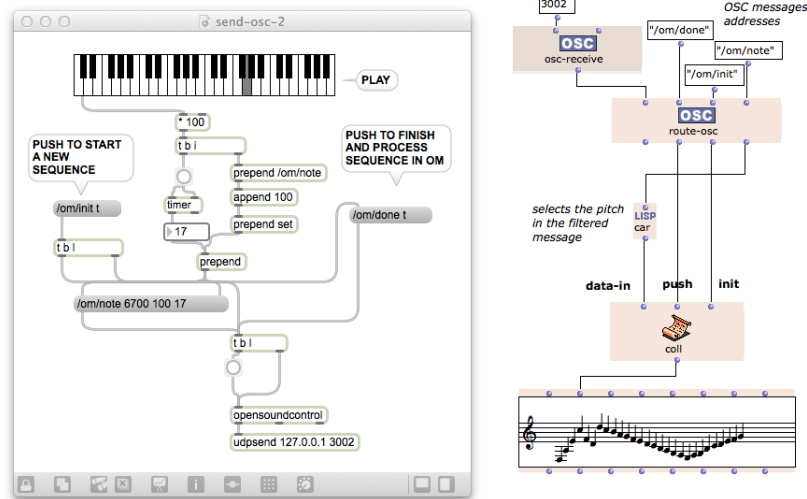 send-osc-2
PLAY
* 100
t b i
PUSH TO START
A NEW
SEQUENCE
PUSH TO FINISH
AND PROCESS
SEQUENCE IN OM
prepend /om/note
append 100
prepend set
/om/init t
timer
17
/om/done t
t b l
prepend
/om/note 6700 100 17
t b l
opensoundcontrol
udpsend 127.0.0.1 3002
3002
OSC messages
addresses
OSC
osc-receive
"/om/done"
"/om/note"
"/om/init"
OSC
route-osc
selects the pitch
in the filtered
message
LISP
car
data-in push init
coll